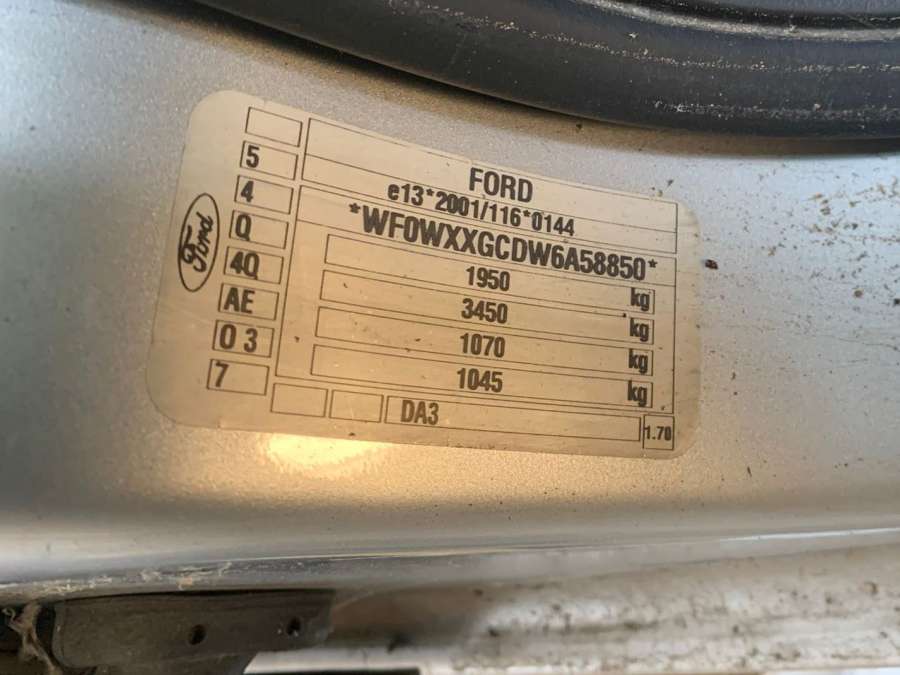 FORD
e13*2001/116*0144
*WF0WXXGCDW6A58850*
1950 kg
3450 kg
1070 kg
1045 kg
DA3
1.70
5
4
Q
4Q
AE
0 3
7
Ford